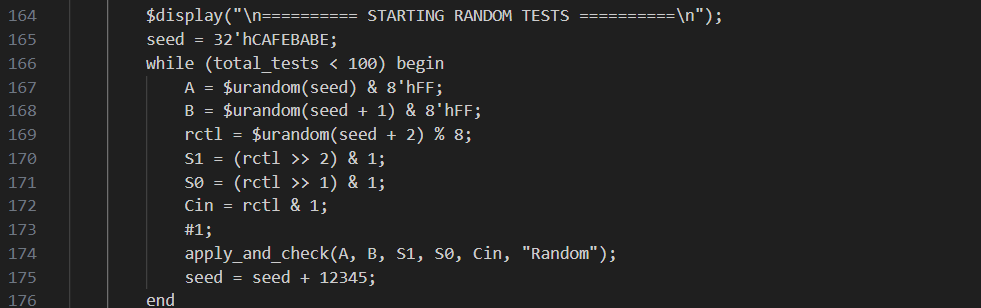 164 $display("\n========== STARTING RANDOM TESTS ==========\n");
165 seed = 32'hCAFEBABE;
166 while (total_tests < 100) begin
167 A = $urandom(seed) & 8'hFF;
168 B = $urandom(seed + 1) & 8'hFF;
169 rctl = $urandom(seed + 2) % 8;
170 S1 = (rctl >> 2) & 1;
171 S0 = (rctl >> 1) & 1;
172 Cin = rctl & 1;
173 #1;
174 apply_and_check(A, B, S1, S0, Cin, "Random");
175 seed = seed + 12345;
176 end